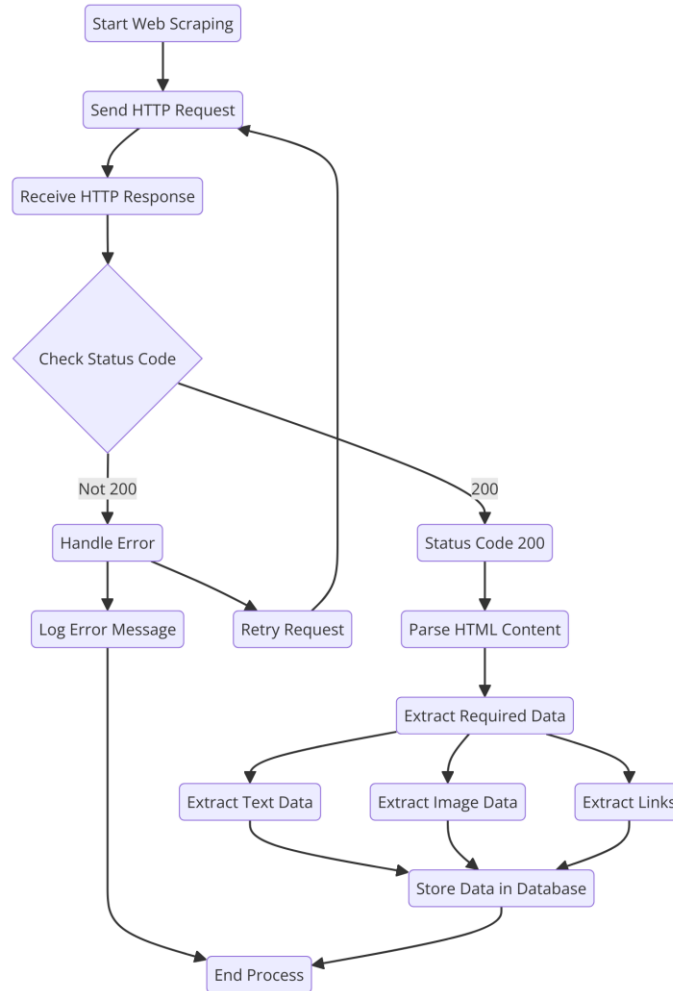 Start Web Scraping
Send HTTP Request
Receive HTTP Response
Check Status Code
Not 200
200
Handle Error
Status Code 200
Log Error Message
Retry Request
Parse HTML Content
Extract Required Data
Extract Text Data
Extract Image Data
Extract Links
Store Data in Database
End Process